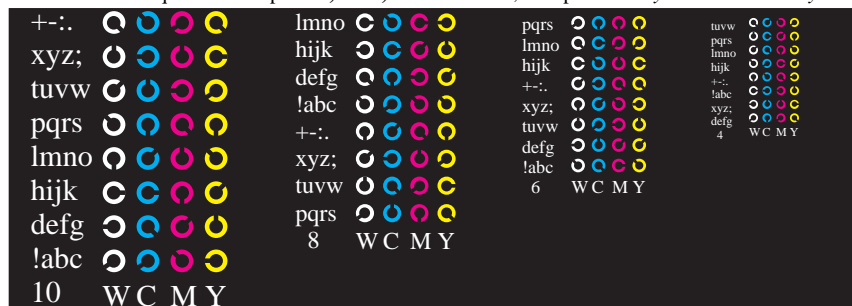 +-:.
xyz;
tuvw
pqrs
lmno
hijk
defg
!abc
10 W C M Y
lmno
hijk
defg
!abc
+-:.
xyz;
tuvw
pqrs
8 W C M Y
pqrs
lmno
hijk
+-:.
xyz;
tuvw
defg
!abc
6 W C M Y
tuvw
pqrs
lmno
hijk
+-:.
!abc
xyz;
defg
4 W C M Y